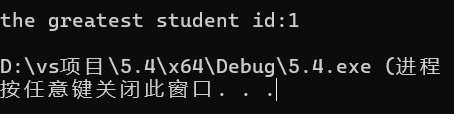 the greatest student id:1
D:\vs项目\5.4\x64\Debug\5.4.exe (进程
按任意键关闭此窗口. . .